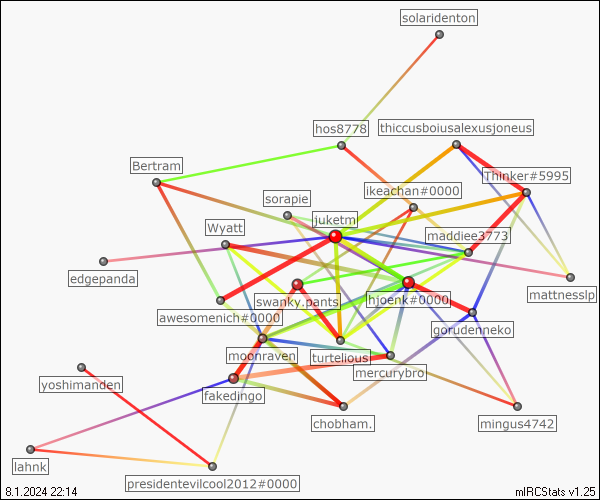 solaridenton
hos8778
thiccusboiusalexusjoneus
Bertram
Thinker#5995
sorapie
ikeachan#0000
juketm
Wyatt
maddiee3773
edgepanda
mattnesslp
swanky.pants
hjoenk#0000
awesomenich#0000
gorudenneko
moonraven
turtelious
mercurybro
yoshimanden
fakedingo
chobham.
mingus4742
lahnk
presidentevilcool2012#0000
8.1.2024 22:14
mIRCStats v1.25